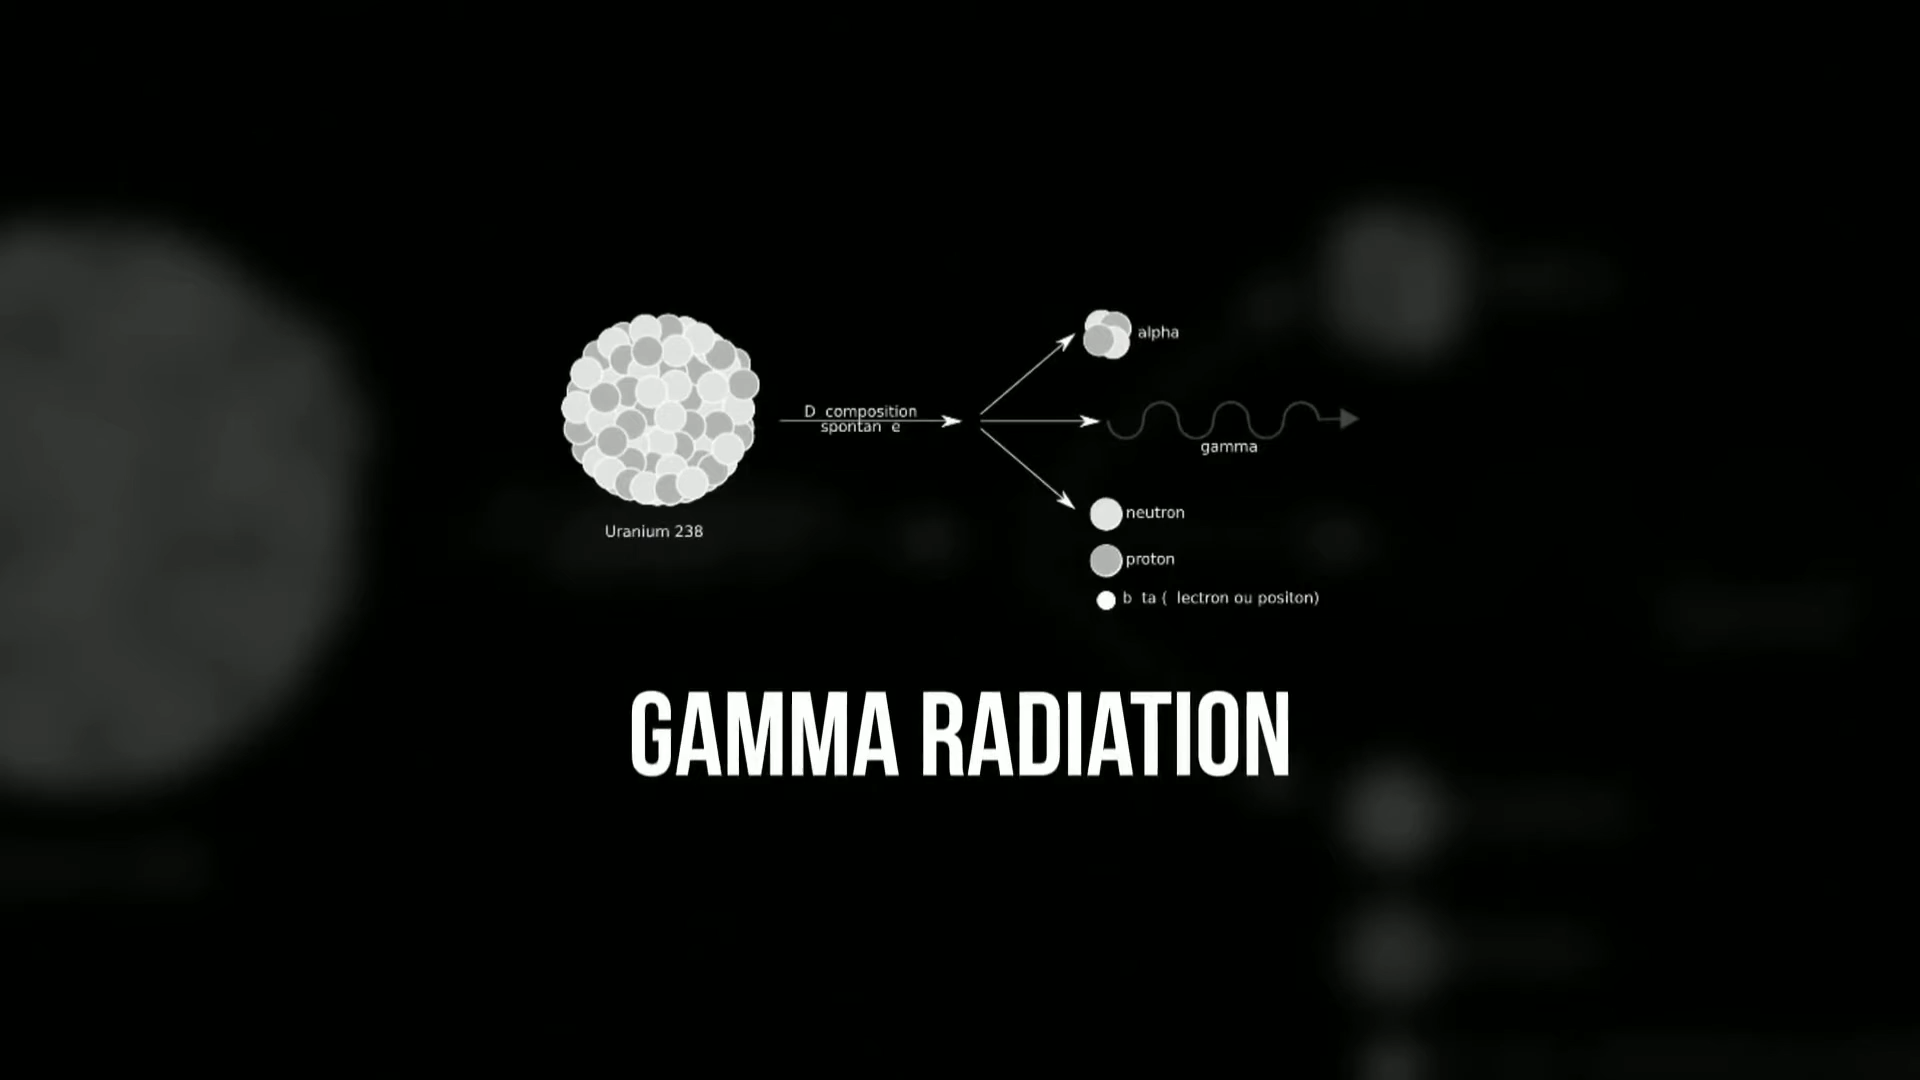 alpha
D composition
spontan e
gamma
neutron
Uranium 238
proton
b ta ( lectron ou positon)
GAMMA RADIATION